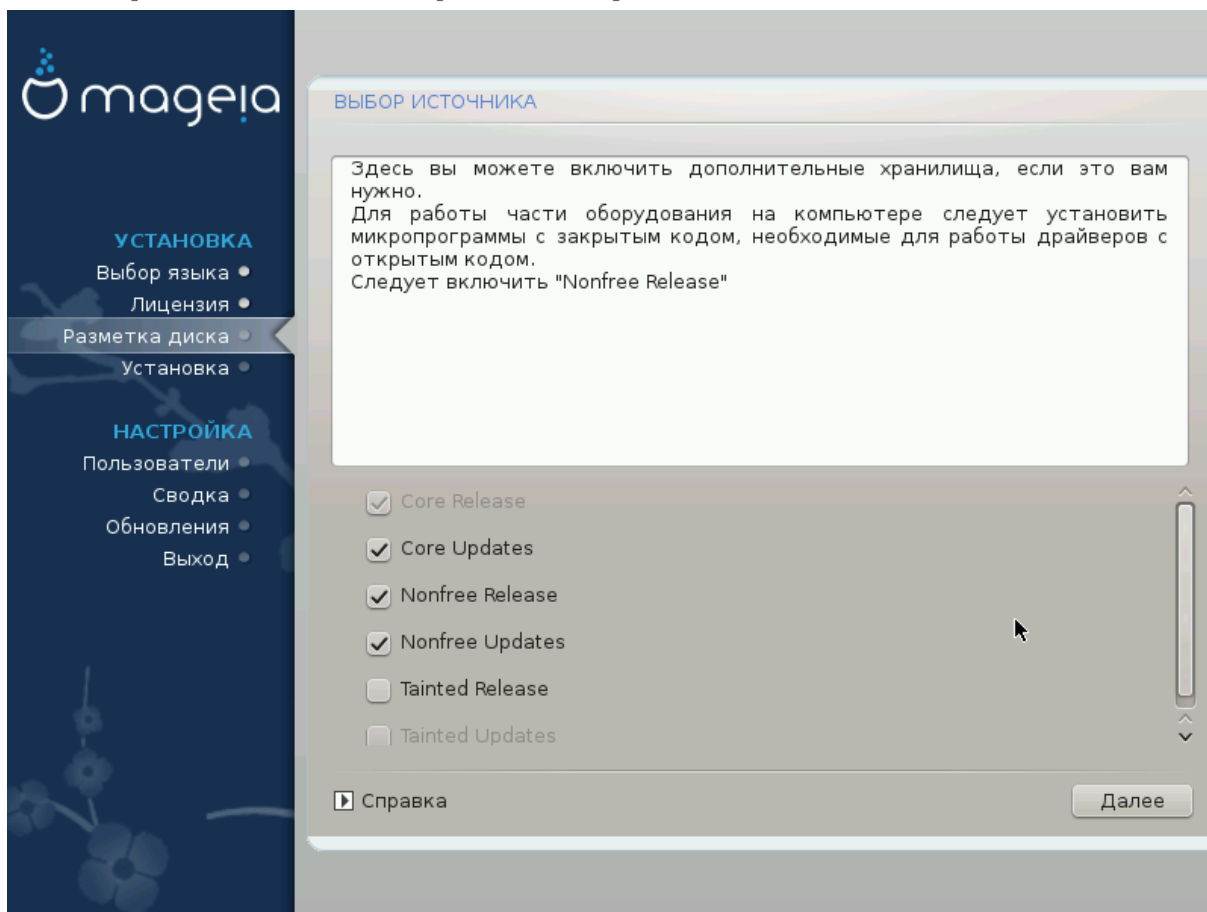 mageia
ВЫБОР ИСТОЧНИКА
Здесь вы можете включить дополнительные хранилища, если это вам
нужно.
Для работы части оборудования на компьютере следует установить
микропрограммы с закрытым кодом, необходимые для работы драйверов с
открытым кодом.
Следует включить "Nonfree Release"
УСТАНОВКА
Выбор языка
Лицензия
Разметка диска
Установка
НАСТРОЙКА
Пользователи
Сводка
Обновления
Выход
Core Release
Core Updates
Nonfree Release
Nonfree Updates
Tainted Release
Tainted Updates
Справка
Далее